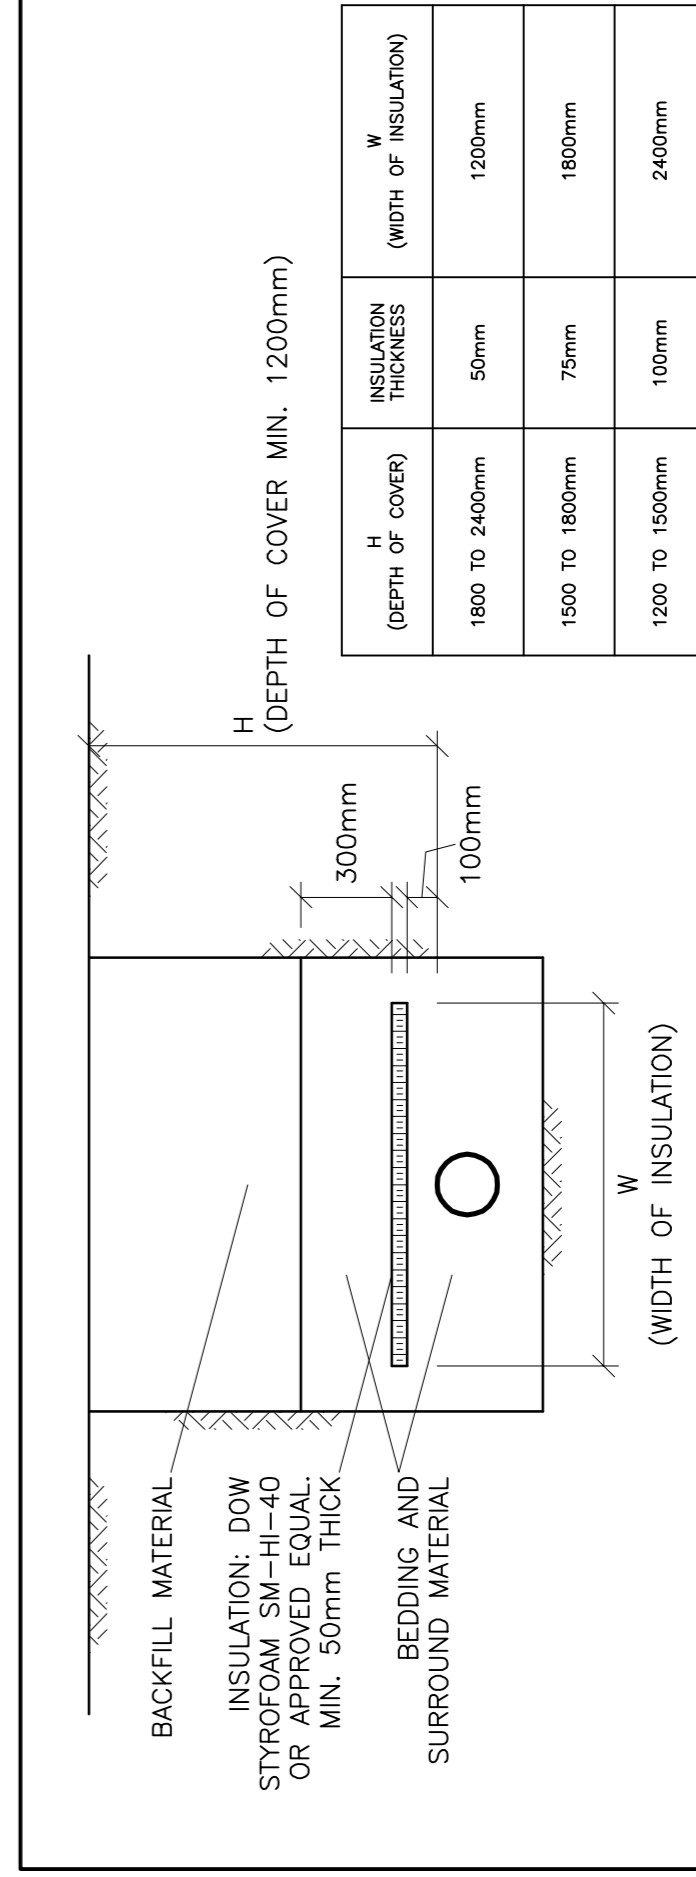 BACKFILL MATERIAL
INSULATION: DOW
STYROFOAM SM-HI-40
OR APPROVED EQUAL.
MIN. 50mm THICK
BEDDING AND
SURROUND MATERIAL
W
(WIDTH OF INSULATION)
300mm
100mm
H
(DEPTH OF COVER MIN. 1200mm)
H
(DEPTH OF COVER)
INSULATION
THICKNESS
W
(WIDTH OF INSULATION)
1800 TO 2400mm
50mm
1200mm
1500 TO 1800mm
75mm
1800mm
1200 TO 1500mm
100mm
2400mm